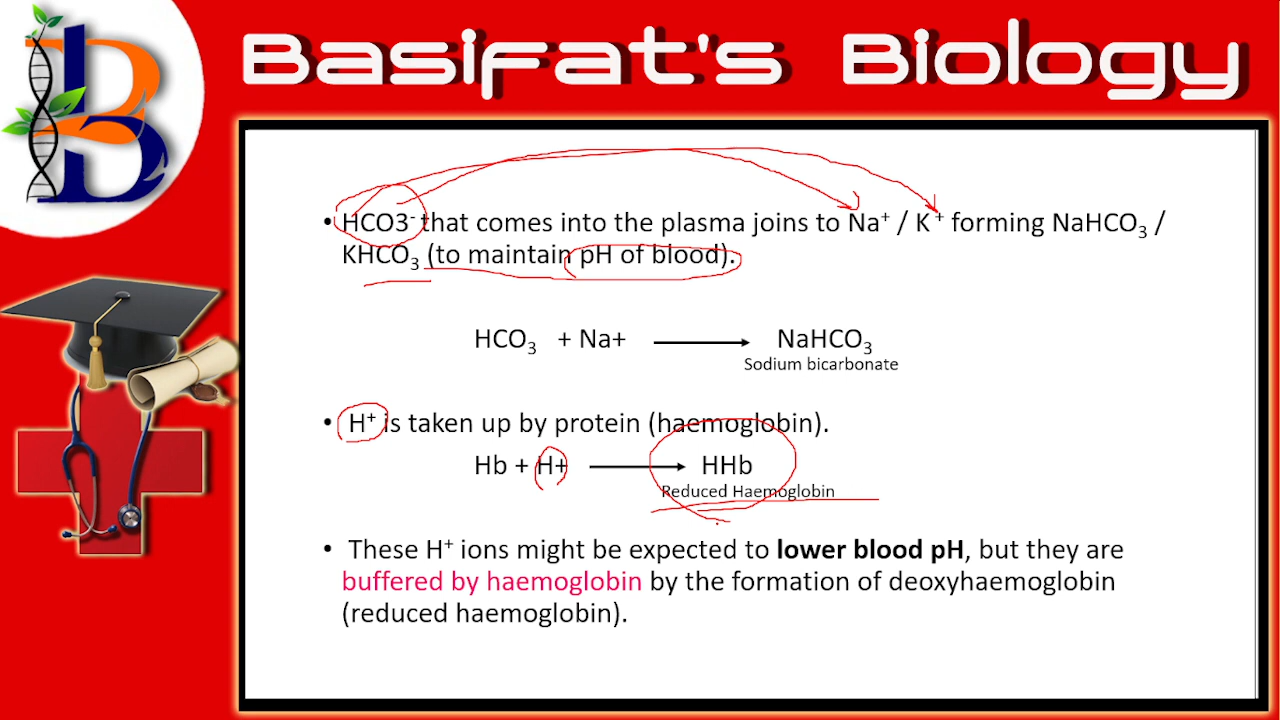 Basifat's Biology
• HCO3⁻ that comes into the plasma joins to Na⁺ / K⁺ forming NaHCO₃ /
KHCO₃ (to maintain pH of blood).
HCO₃ + Na+ ⟶ NaHCO₃
Sodium bicarbonate
• H⁺ is taken up by protein (haemoglobin).
Hb + H+ ⟶ HHb
Reduced Haemoglobin
• These H⁺ ions might be expected to lower blood pH, but they are
buffered by haemoglobin by the formation of deoxyhaemoglobin
(reduced haemoglobin).